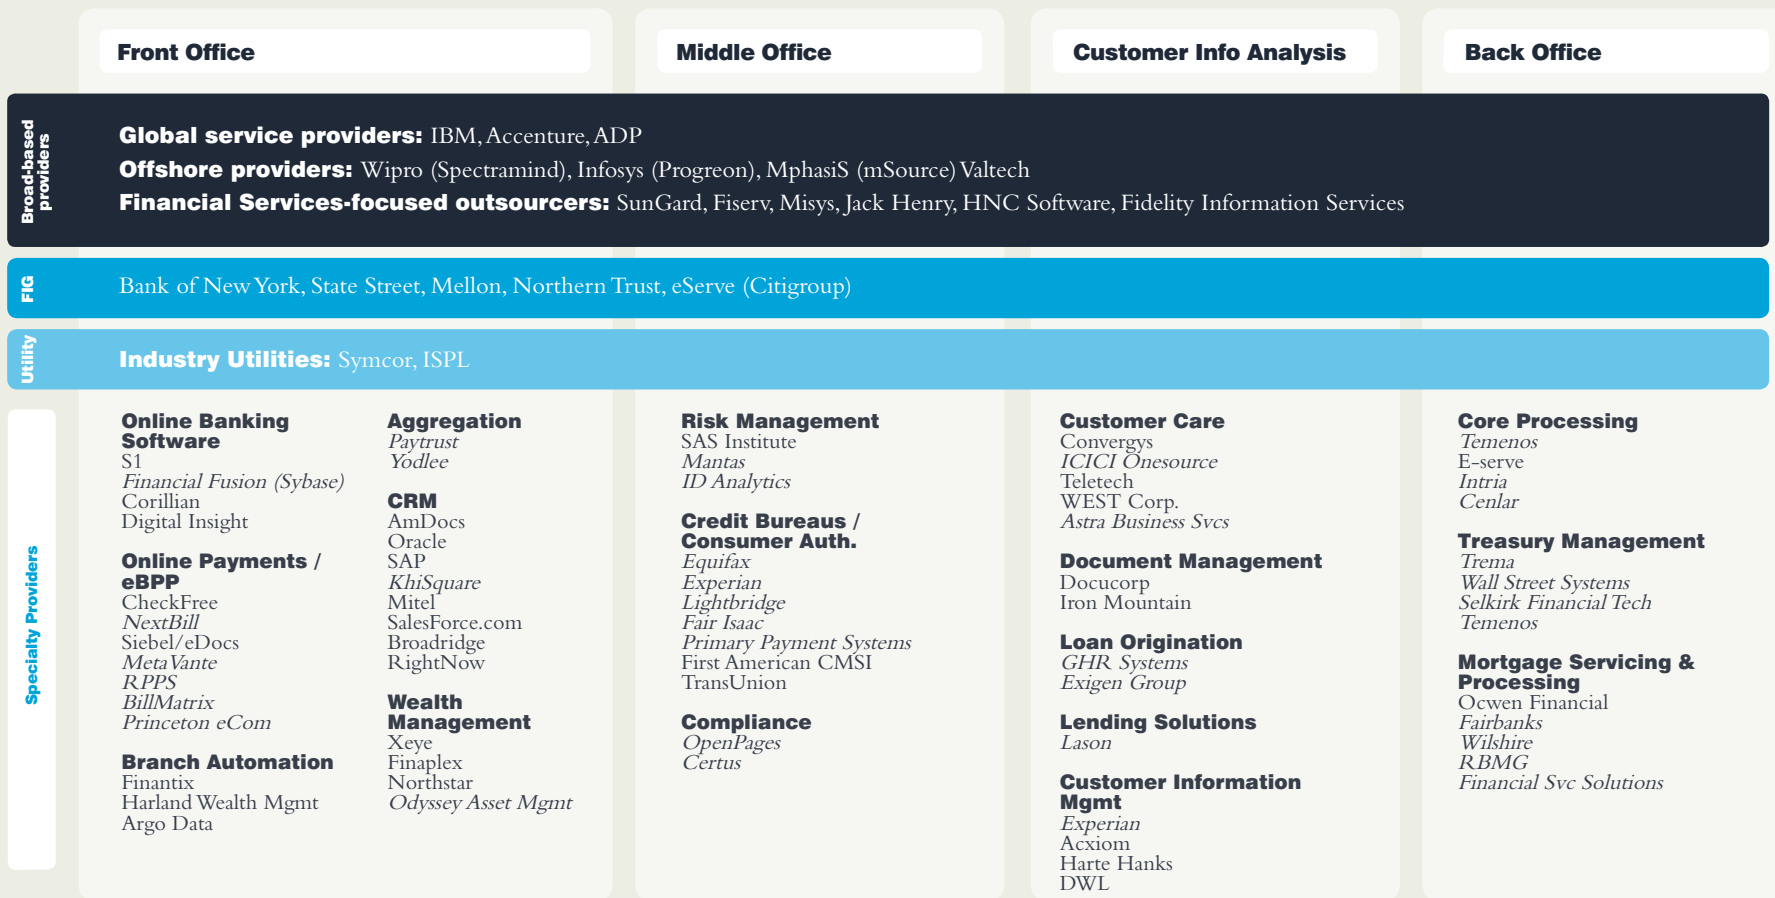 Front Office
Middle Office
Customer Info Analysis
Back Office
Broad-based
providers
Global service providers: IBM, Accenture, ADP
Offshore providers: Wipro (Spectramind), Infosys (Progreon), MphasiS (mSource) Valtech
Financial Services-focused outsourcers: SunGard, Fiserv, Misys, Jack Henry, HNC Software, Fidelity Information Services
FIG
Bank of New York, State Street, Mellon, Northern Trust, eServe (Citigroup)
Utility
Industry Utilities: Symcor, ISPL
Specialty Providers
Online Banking
Software
S1
Financial Fusion (Sybase)
Corillian
Digital Insight
Online Payments /
eBPP
CheckFree
NextBill
Siebel/eDocs
MetaVante
RPPS
BillMatrix
Princeton eCom
Branch Automation
Finantix
Harland Wealth Mgmt
Argo Data
Aggregation
Paytrust
Yodlee
CRM
AmDocs
Oracle
SAP
KhiSquare
Mitel
SalesForce.com
Broadridge
RightNow
Wealth
Management
Xeye
Finaplex
Northstar
Odyssey Asset Mgmt
Risk Management
SAS Institute
Mantas
ID Analytics
Credit Bureaus /
Consumer Auth.
Equifax
Experian
Lightbridge
Fair Isaac
Primary Payment Systems
First American CMSI
TransUnion
Compliance
OpenPages
Certus
Customer Care
Convergys
ICICI Onesource
Teletech
WEST Corp.
Astra Business Svcs
Document Management
Docucorp
Iron Mountain
Loan Origination
GHR Systems
Exigen Group
Lending Solutions
Lason
Customer Information
Mgmt
Experian
Acxiom
Harte Hanks
DWL
Core Processing
Temenos
E-serve
Intria
Cenlar
Treasury Management
Trema
Wall Street Systems
Selkirk Financial Tech
Temenos
Mortgage Servicing &
Processing
Ocwen Financial
Fairbanks
Wilshire
RBMG
Financial Svc Solutions